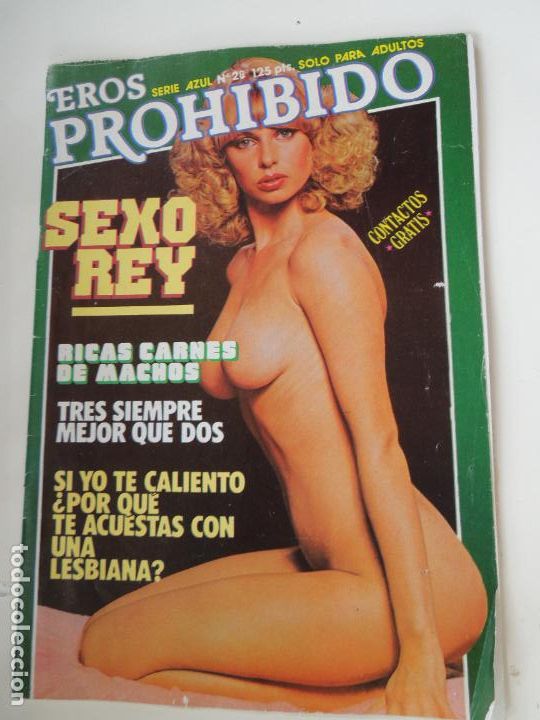 EROS
SERIE AZUL Nº 28 125 pts. SOLO PARA ADULTOS
PROHIBIDO
SEXO
REY
CONTACTOS
GRATIS
RICAS CARNES
DE MACHOS
TRES SIEMPRE
MEJOR QUE DOS
SI YO TE CALIENTO
¿POR QUÉ
TE ACUESTAS CON
UNA
LESBIANA?
todocoleccion.net